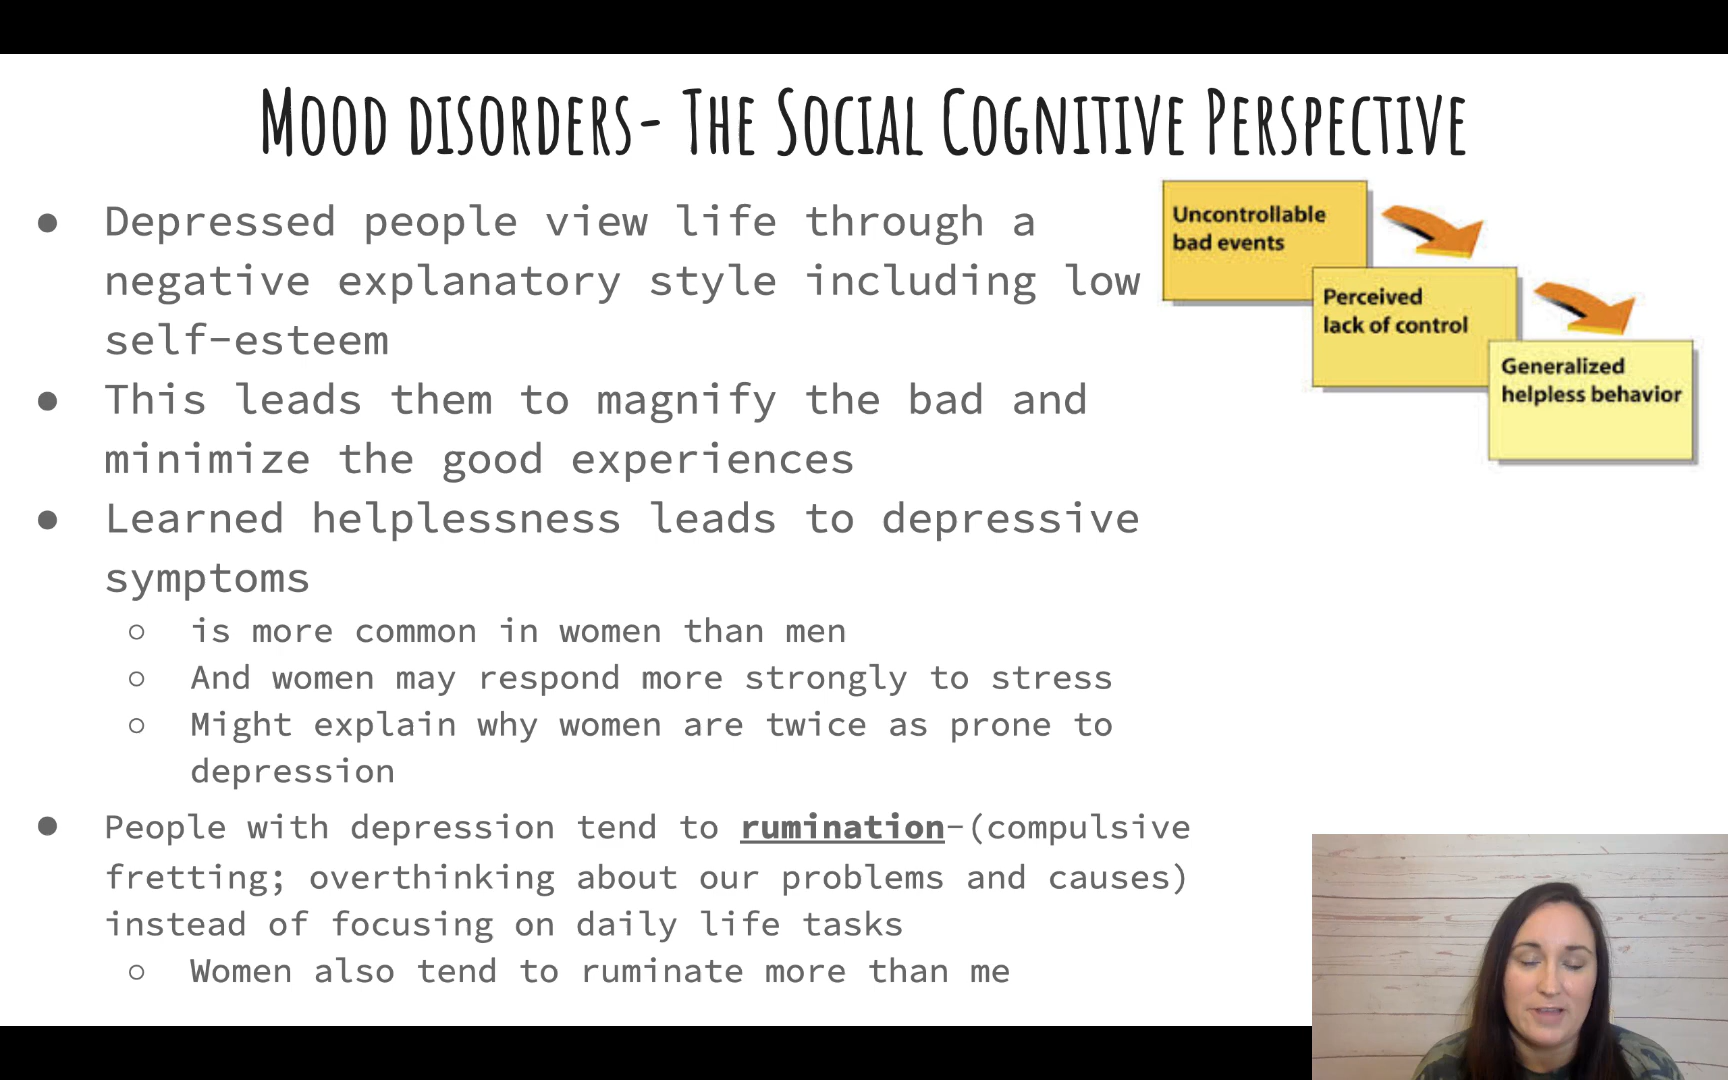 Mood disorders- The Social Cognitive Perspective
● Depressed people view life through a
negative explanatory style including low
self-esteem
● This leads them to magnify the bad and
minimize the good experiences
● Learned helplessness leads to depressive
symptoms
○ is more common in women than men
○ And women may respond more strongly to stress
○ Might explain why women are twice as prone to
depression
● People with depression tend to rumination-(compulsive
fretting; overthinking about our problems and causes)
instead of focusing on daily life tasks
○ Women also tend to ruminate more than me
Uncontrollable
bad events
Perceived
lack of control
Generalized
helpless behavior